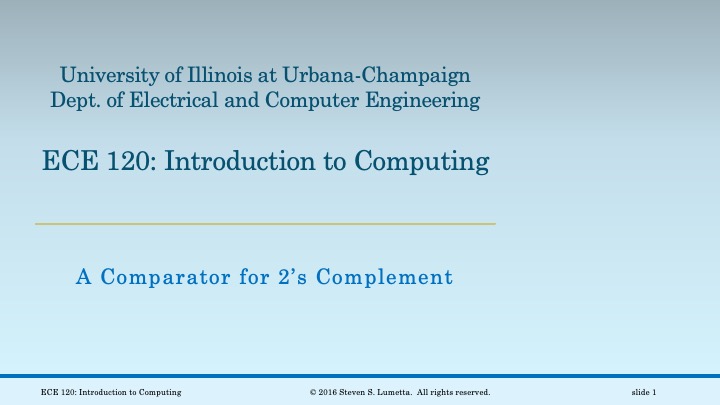 University of Illinois at Urbana-Champaign
Dept. of Electrical and Computer Engineering
ECE 120: Introduction to Computing
A Comparator for 2’s Complement
ECE 120: Introduction to Computing
© 2016 Steven S. Lumetta. All rights reserved.
slide 1